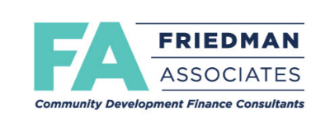 FA
FRIEDMAN
ASSOCIATES
Community Development Finance Consultants